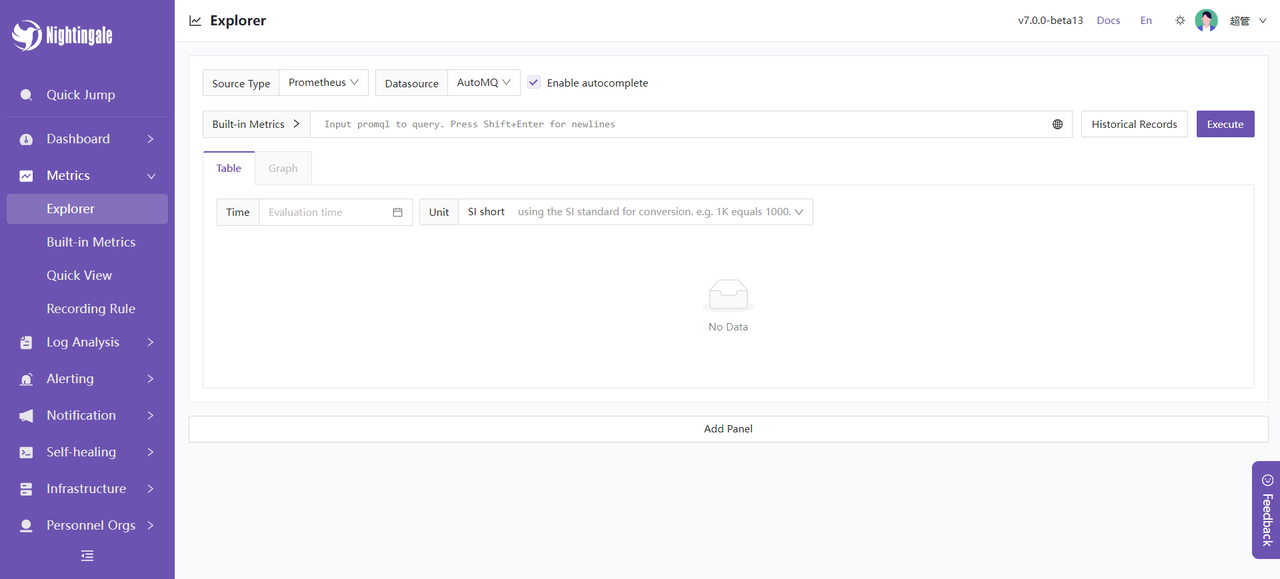 Nightingale
Quick Jump
Dashboard
Metrics
Explorer
Built-in Metrics
Quick View
Recording Rule
Log Analysis
Alerting
Notification
Self-healing
Infrastructure
Personnel Orgs
Explorer
v7.0.0-beta13 Docs En 超管
Source Type Prometheus Datasource AutoMQ Enable autocomplete
Built-in Metrics Input promql to query. Press Shift+Enter for newlines Historical Records Execute
Table Graph
Time Evaluation time Unit SI short using the SI standard for conversion. e.g. 1K equals 1000.
No Data
Add Panel
Feedback